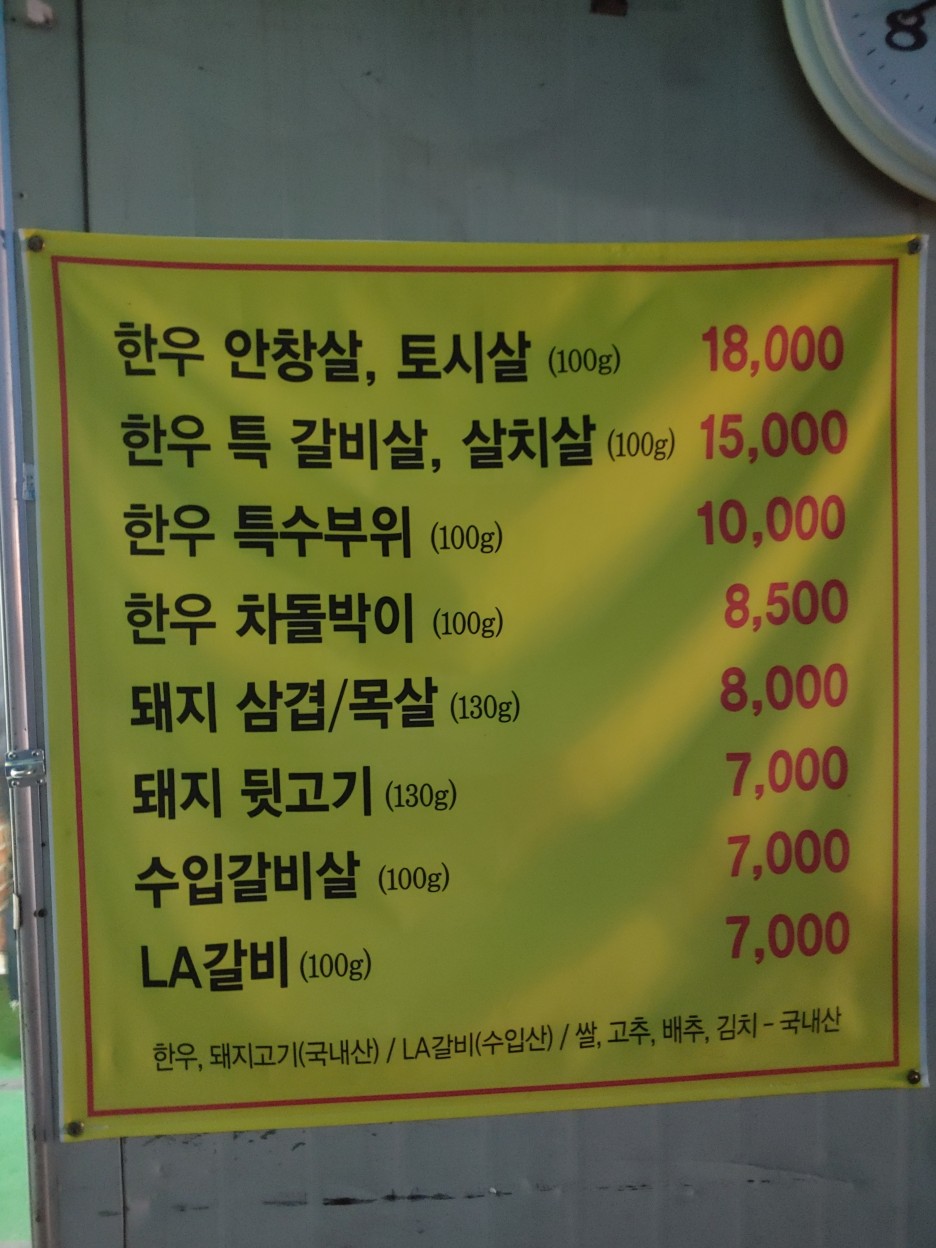 8
한우 안창살, 토시살 (100g) 18,000
한우 특 갈비살, 살치살 (100g) 15,000
한우 특수부위 (100g) 10,000
한우 차돌박이 (100g) 8,500
돼지 삼겹/목살 (130g) 8,000
돼지 뒷고기 (130g) 7,000
수입갈비살 (100g) 7,000
LA갈비 (100g) 7,000
한우, 돼지고기(국내산) / LA갈비(수입산) / 쌀, 고추, 배추, 김치 - 국내산